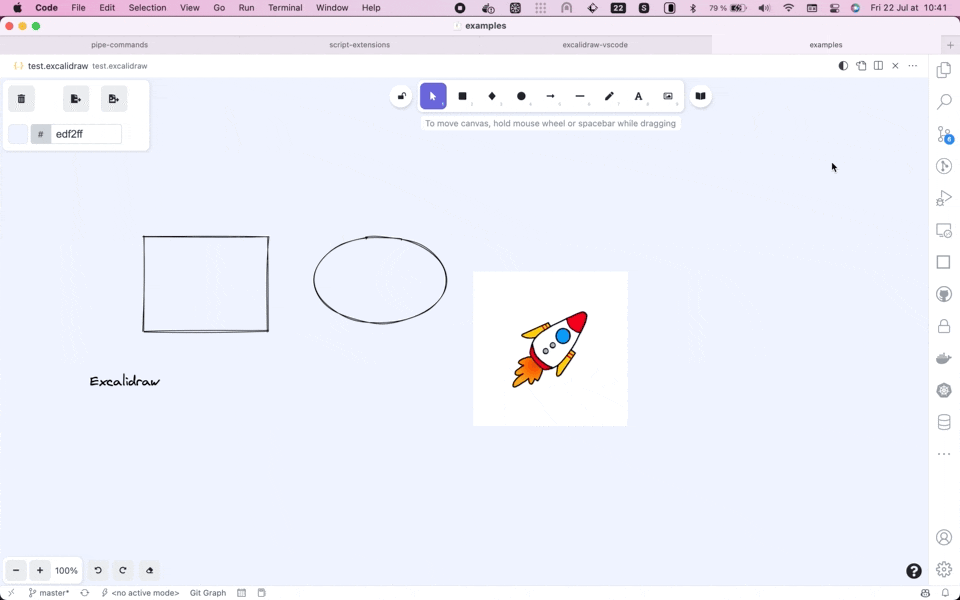 Code File Edit Selection View Go Run Terminal Window Help 22 S 79 % Fri 22 Jul at 10:41
examples
pipe-commands script-extensions excalidraw-vscode examples
{} test.excalidraw test.excalidraw
A
To move canvas, hold mouse wheel or spacebar while dragging
# edf2ff
6
Excalidraw
100%
?
master* <no active mode> Git Graph